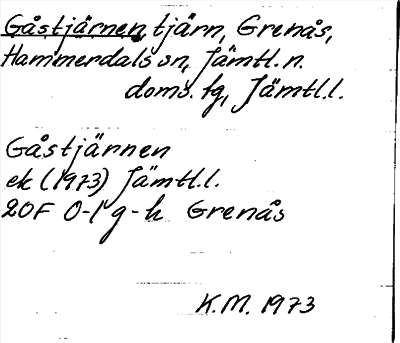 Gåstjärnen, tjärn, Grenås,
Hammerdals sn, Jämtl. n.
doms. tg, Jämtl.l.
Gåstjärnen
ek (1973) Jämtl.l.
20F 0-1 g-h Grenås
K.M. 1973